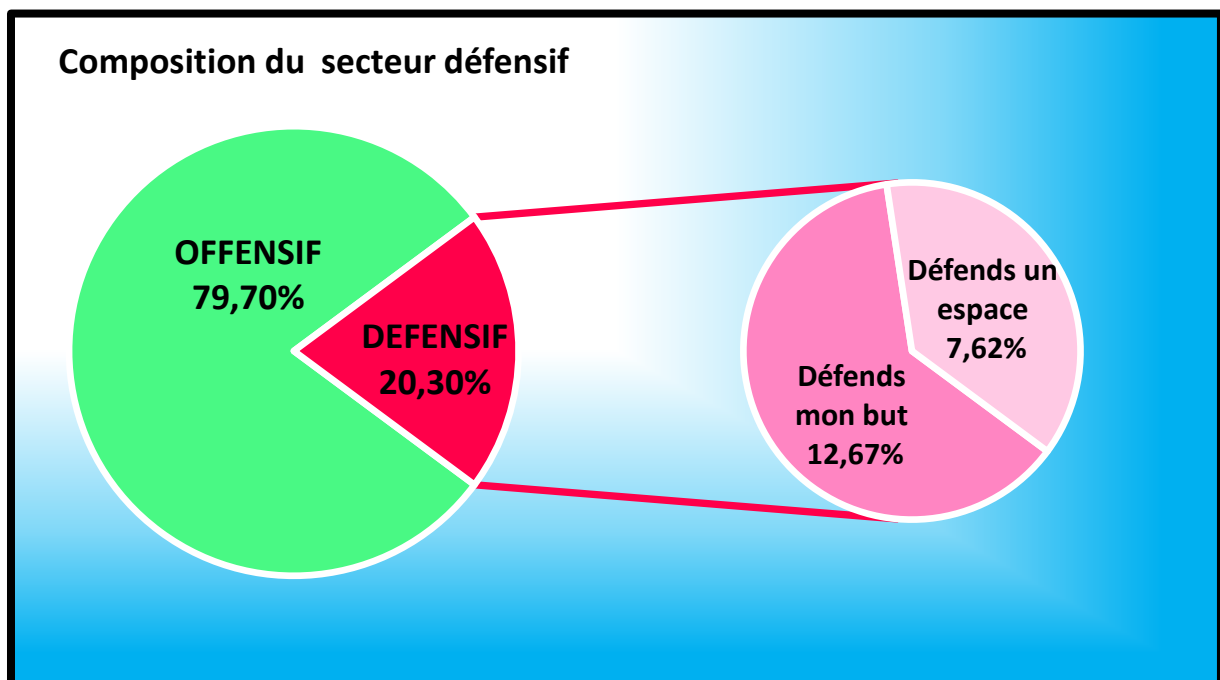 Composition du  secteur défensif
OFFENSIF
79,70%
DEFENSIF
20,30%
Défends un
espace
7,62%
Défends
mon but
12,67%